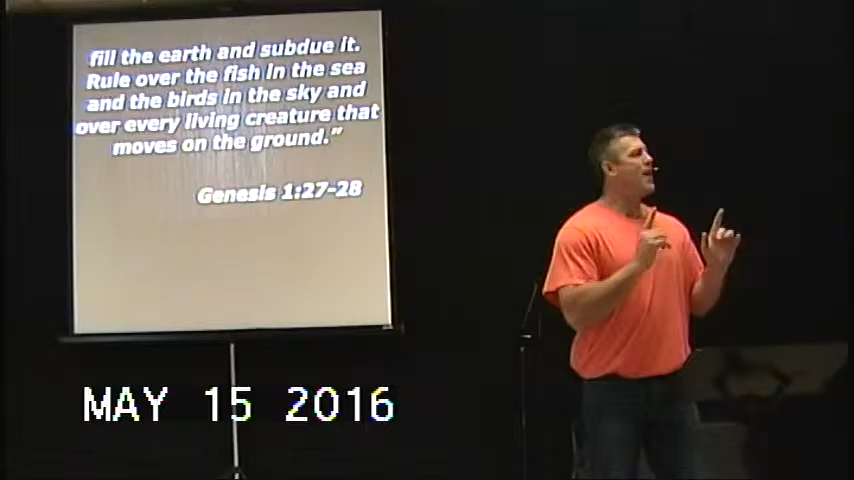 fill the earth and subdue it.
Rule over the fish in the sea
and the birds in the sky and
over every living creature that
moves on the ground.”
Genesis 1:27-28
MAY 15 2016